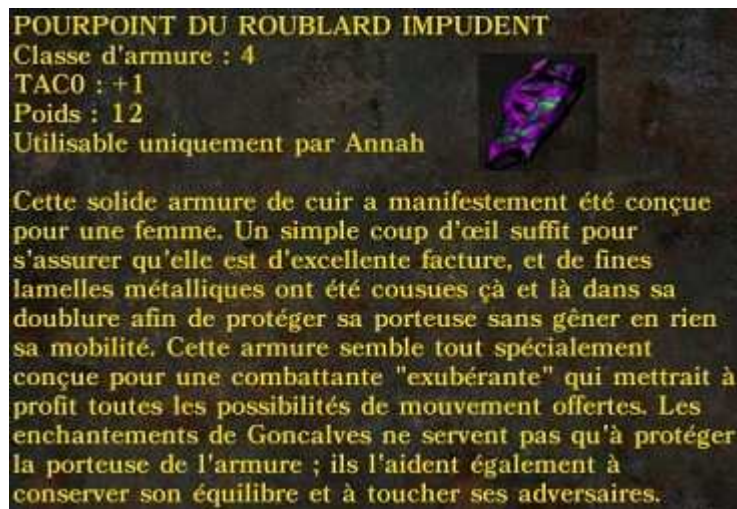 POURPOINT DU ROUBLARD IMPUDENT
Classe d'armure : 4
TAC0 : +1
Poids : 12
Utilisable uniquement par Annah
Cette solide armure de cuir a manifestement été conçue
pour une femme. Un simple coup d'œil suffit pour
s'assurer qu'elle est d'excellente facture, et de fines
lamelles métalliques ont été cousues çà et là dans sa
doublure afin de protéger sa porteuse sans gêner en rien
sa mobilité. Cette armure semble tout spécialement
conçue pour une combattante "exubérante" qui mettrait à
profit toutes les possibilités de mouvement offertes. Les
enchantements de Goncalves ne servent pas qu'à protéger
la porteuse de l'armure ; ils l'aident également à
conserver son équilibre et à toucher ses adversaires.